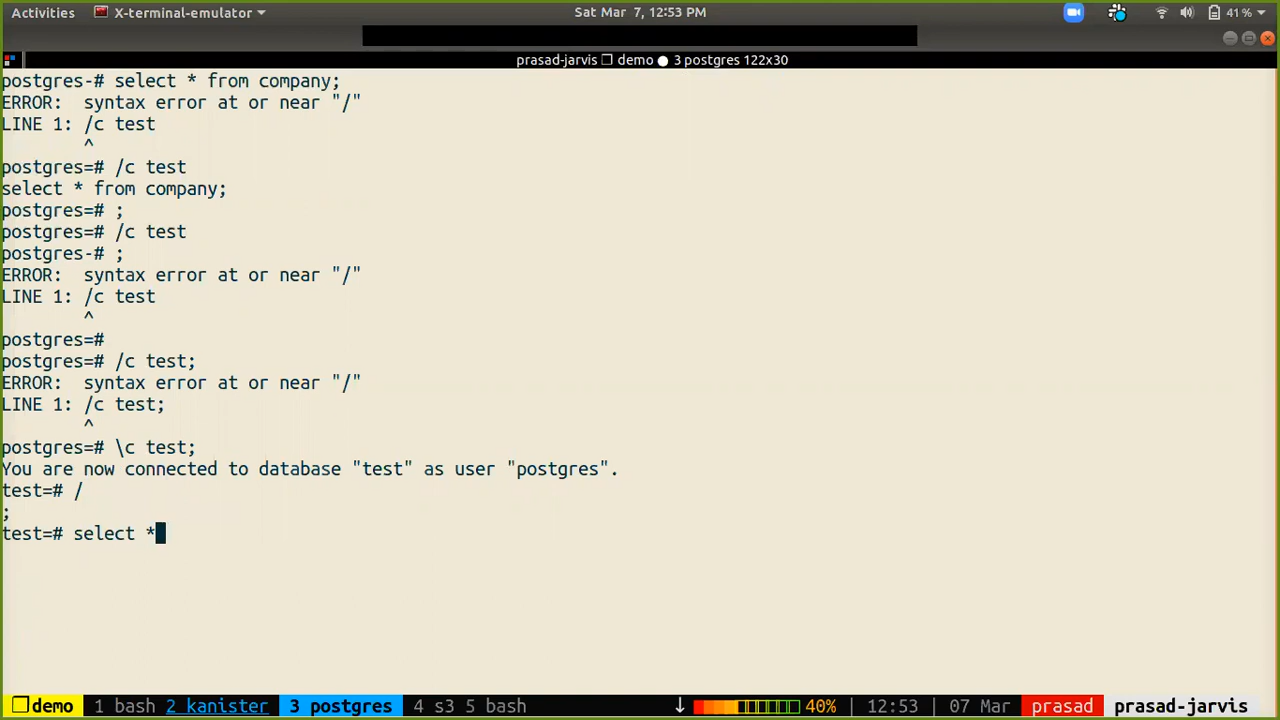 Activities X-terminal-emulator Sat Mar 7, 12:53 PM 41%
prasad-jarvis ❐ demo ● 3 postgres 122x30
postgres-# select * from company;
ERROR:  syntax error at or near "/"
LINE 1: /c test
        ^
postgres=# /c test
select * from company;
postgres=# ;
postgres=# /c test
postgres-# ;
ERROR:  syntax error at or near "/"
LINE 1: /c test
        ^
postgres=#
postgres=# /c test;
ERROR:  syntax error at or near "/"
LINE 1: /c test;
        ^
postgres=# \c test;
You are now connected to database "test" as user "postgres".
test=# /
;
test=# select *
❐ demo 1 bash 2 kanister 3 postgres 4 s3 5 bash ↓ 40% 12:53 07 Mar prasad prasad-jarvis